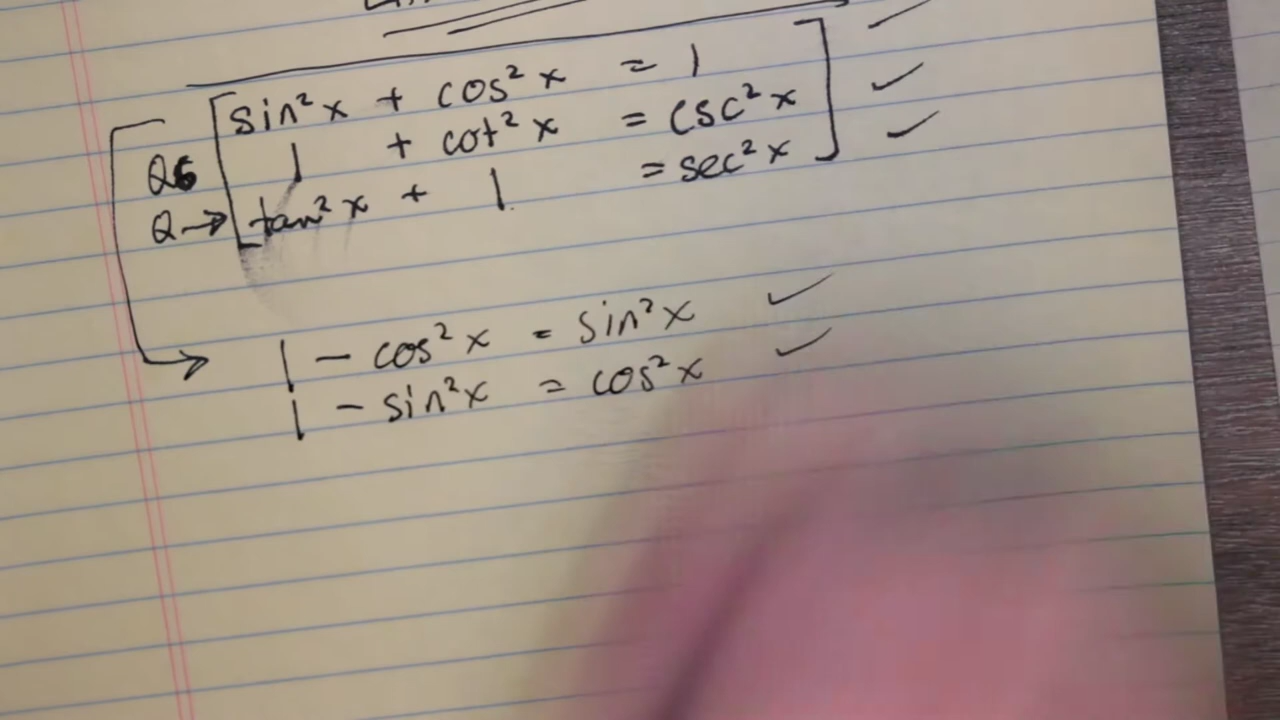 sin²x + cos²x = 1
Q6 1 + cot²x = csc²x
Q → tan²x + 1 = sec²x
1 - cos²x = sin²x
1 - sin²x = cos²x